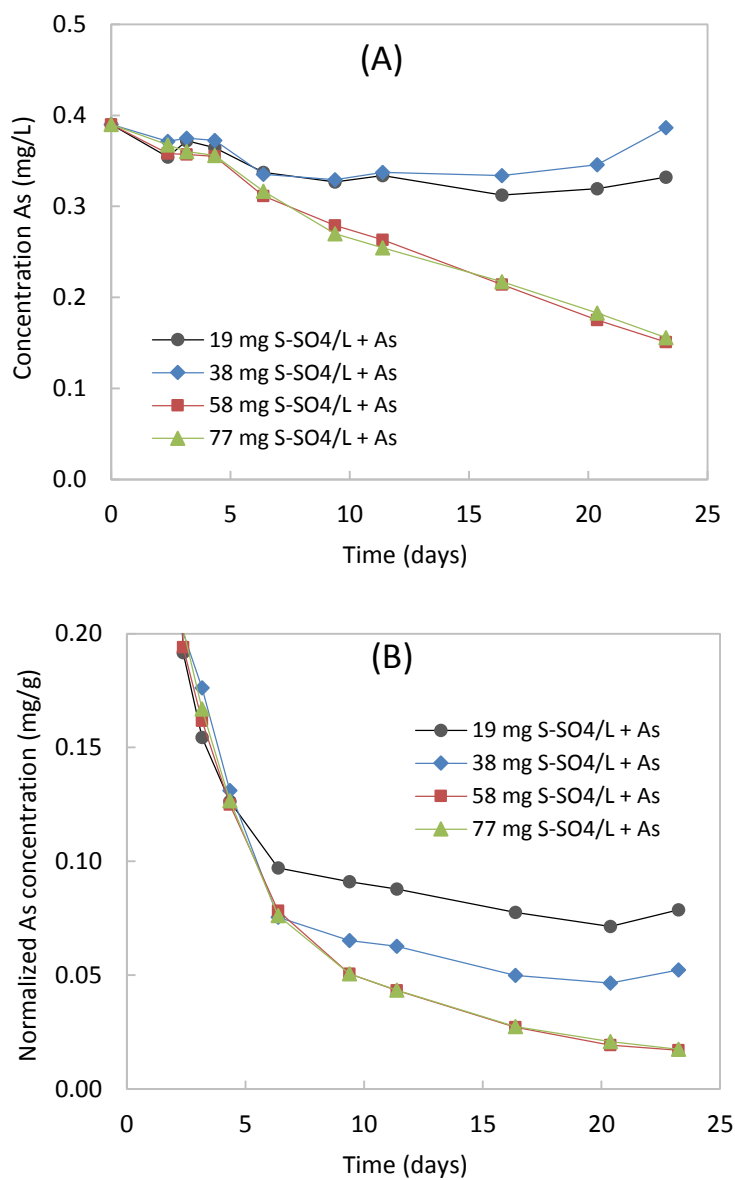 (A)
Concentration As (mg/L)
0.5
0.4
0.3
0.2
0.1
0.0
19 mg S-SO4/L + As
38 mg S-SO4/L + As
58 mg S-SO4/L + As
77 mg S-SO4/L + As
0 5 10 15 20 25
Time (days)
(B)
Normalized As concentration (mg/g)
0.20
0.15
0.10
0.05
0.00
19 mg S-SO4/L + As
38 mg S-SO4/L + As
58 mg S-SO4/L + As
77 mg S-SO4/L + As
0 5 10 15 20 25
Time (days)